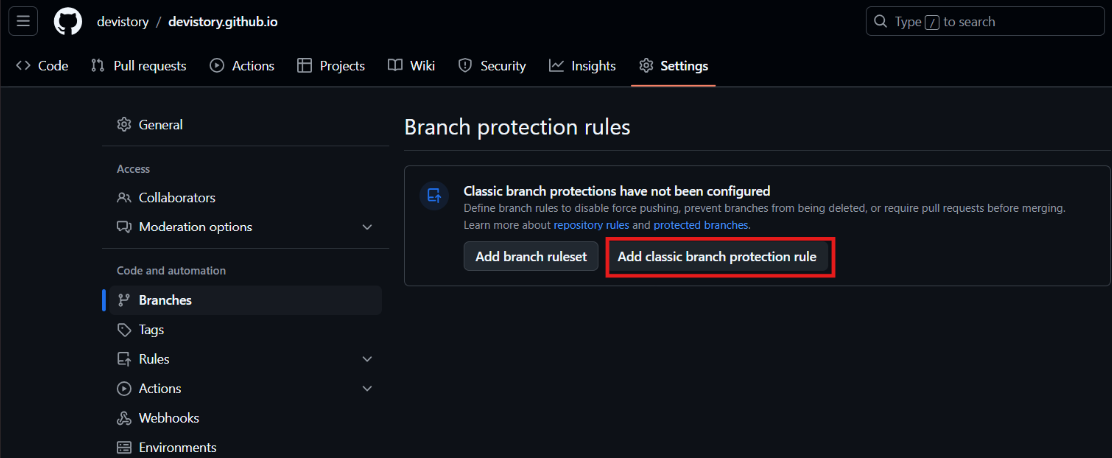 devistory / devistory.github.io
Type / to search
Code Pull requests Actions Projects Wiki Security Insights Settings
General
Access
Collaborators
Moderation options
Code and automation
Branches
Tags
Rules
Actions
Webhooks
Environments
Branch protection rules
Classic branch protections have not been configured
Define branch rules to disable force pushing, prevent branches from being deleted, or require pull requests before merging.
Learn more about repository rules and protected branches.
Add branch ruleset Add classic branch protection rule